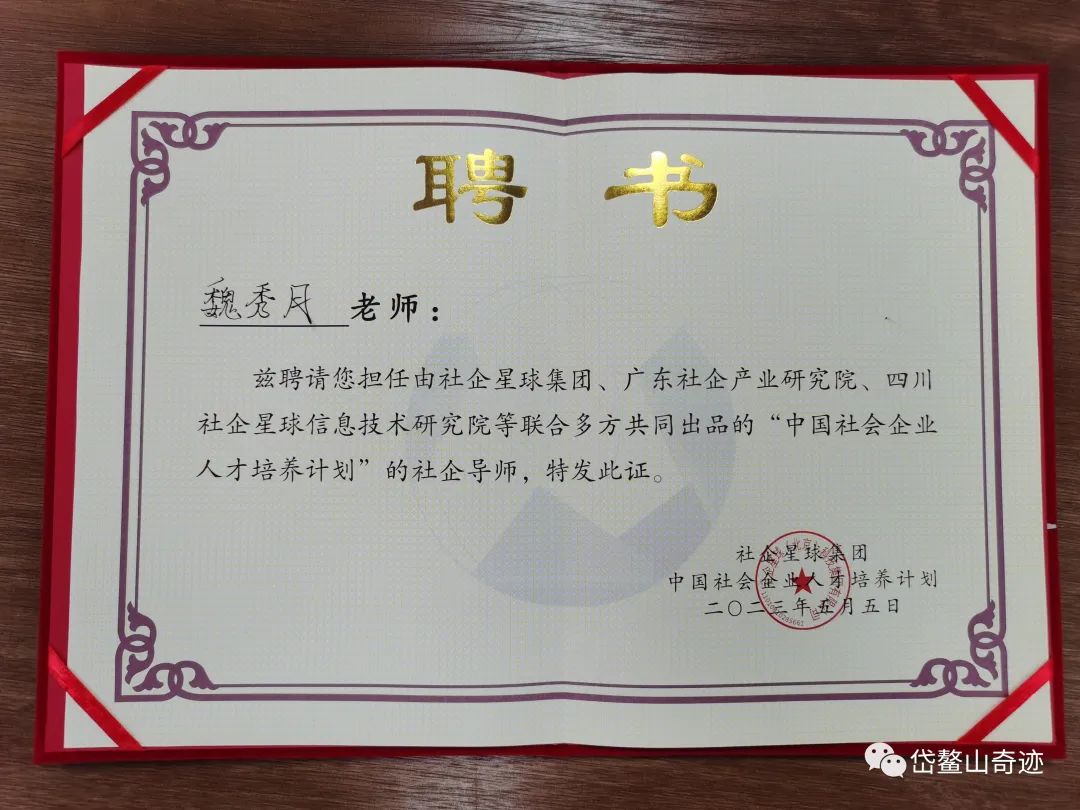 聘书
魏秀月 老师：
兹聘请您担任由社企星球集团、广东社企产业研究院、四川
社企星球信息技术研究院等联合多方共同出品的“中国社会企业
人才培养计划”的社企导师，特发此证。
社企星球集团
中国社会企业人才培养计划
二〇二三年五月五日
岱鳌山奇迹